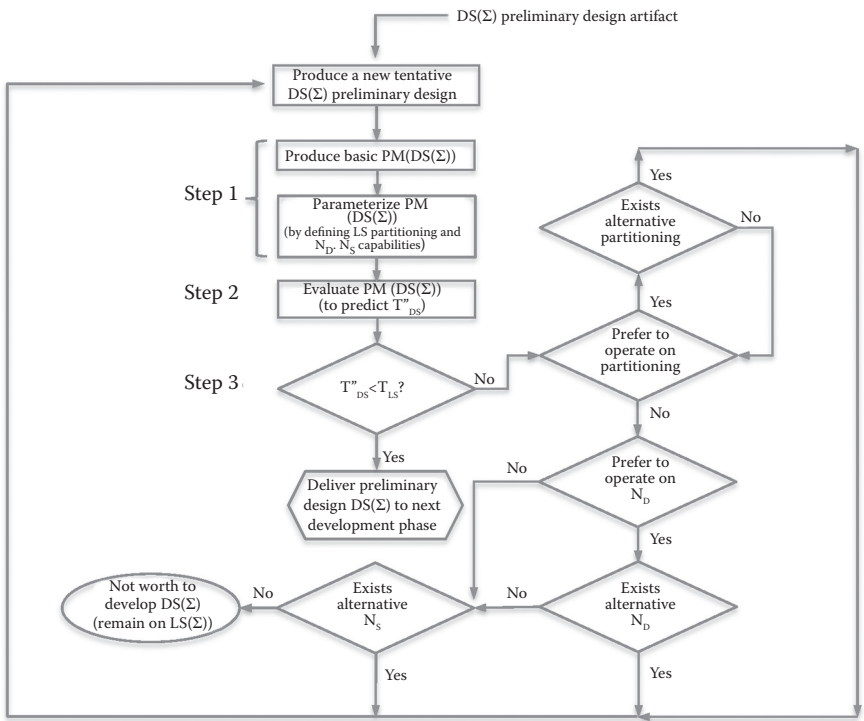 DS(Σ) preliminary design artifact
Produce a new tentative
DS(Σ) preliminary design
Step 1
Produce basic PM(DS(Σ))
Parameterize PM
(DS(Σ))
(by defining LS partitioning and
N_D. N_S capabilities)
Step 2
Evaluate PM (DS(Σ))
(to predict T"_DS)
Step 3
T"_DS<T_LS?
No
Yes
Deliver preliminary
design DS(Σ) to next
development phase
Yes
Exists
alternative
partitioning
No
Yes
Prefer to
operate on
partitioning
No
Prefer to
operate on
N_D
No
Yes
Exists
alternative
N_D
No
Yes
Exists
alternative
N_S
No
Yes
Not worth to
develop DS(Σ)
(remain on LS(Σ))